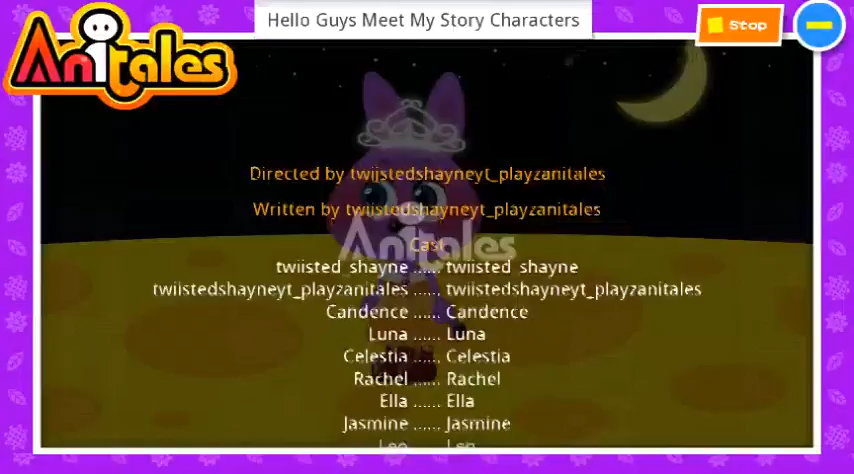 Hello Guys Meet My Story Characters
Stop
Anitales
Directed by twiistedshayneyt_playzanitales
Written by twiistedshayneyt_playzanitales
Anitales
Cast
twiisted_shayne ...... twiisted_shayne
twiistedshayneyt_playzanitales ...... twiistedshayneyt_playzanitales
Candence ...... Candence
Luna ...... Luna
Celestia ...... Celestia
Rachel ...... Rachel
Ella ...... Ella
Jasmine ...... Jasmine